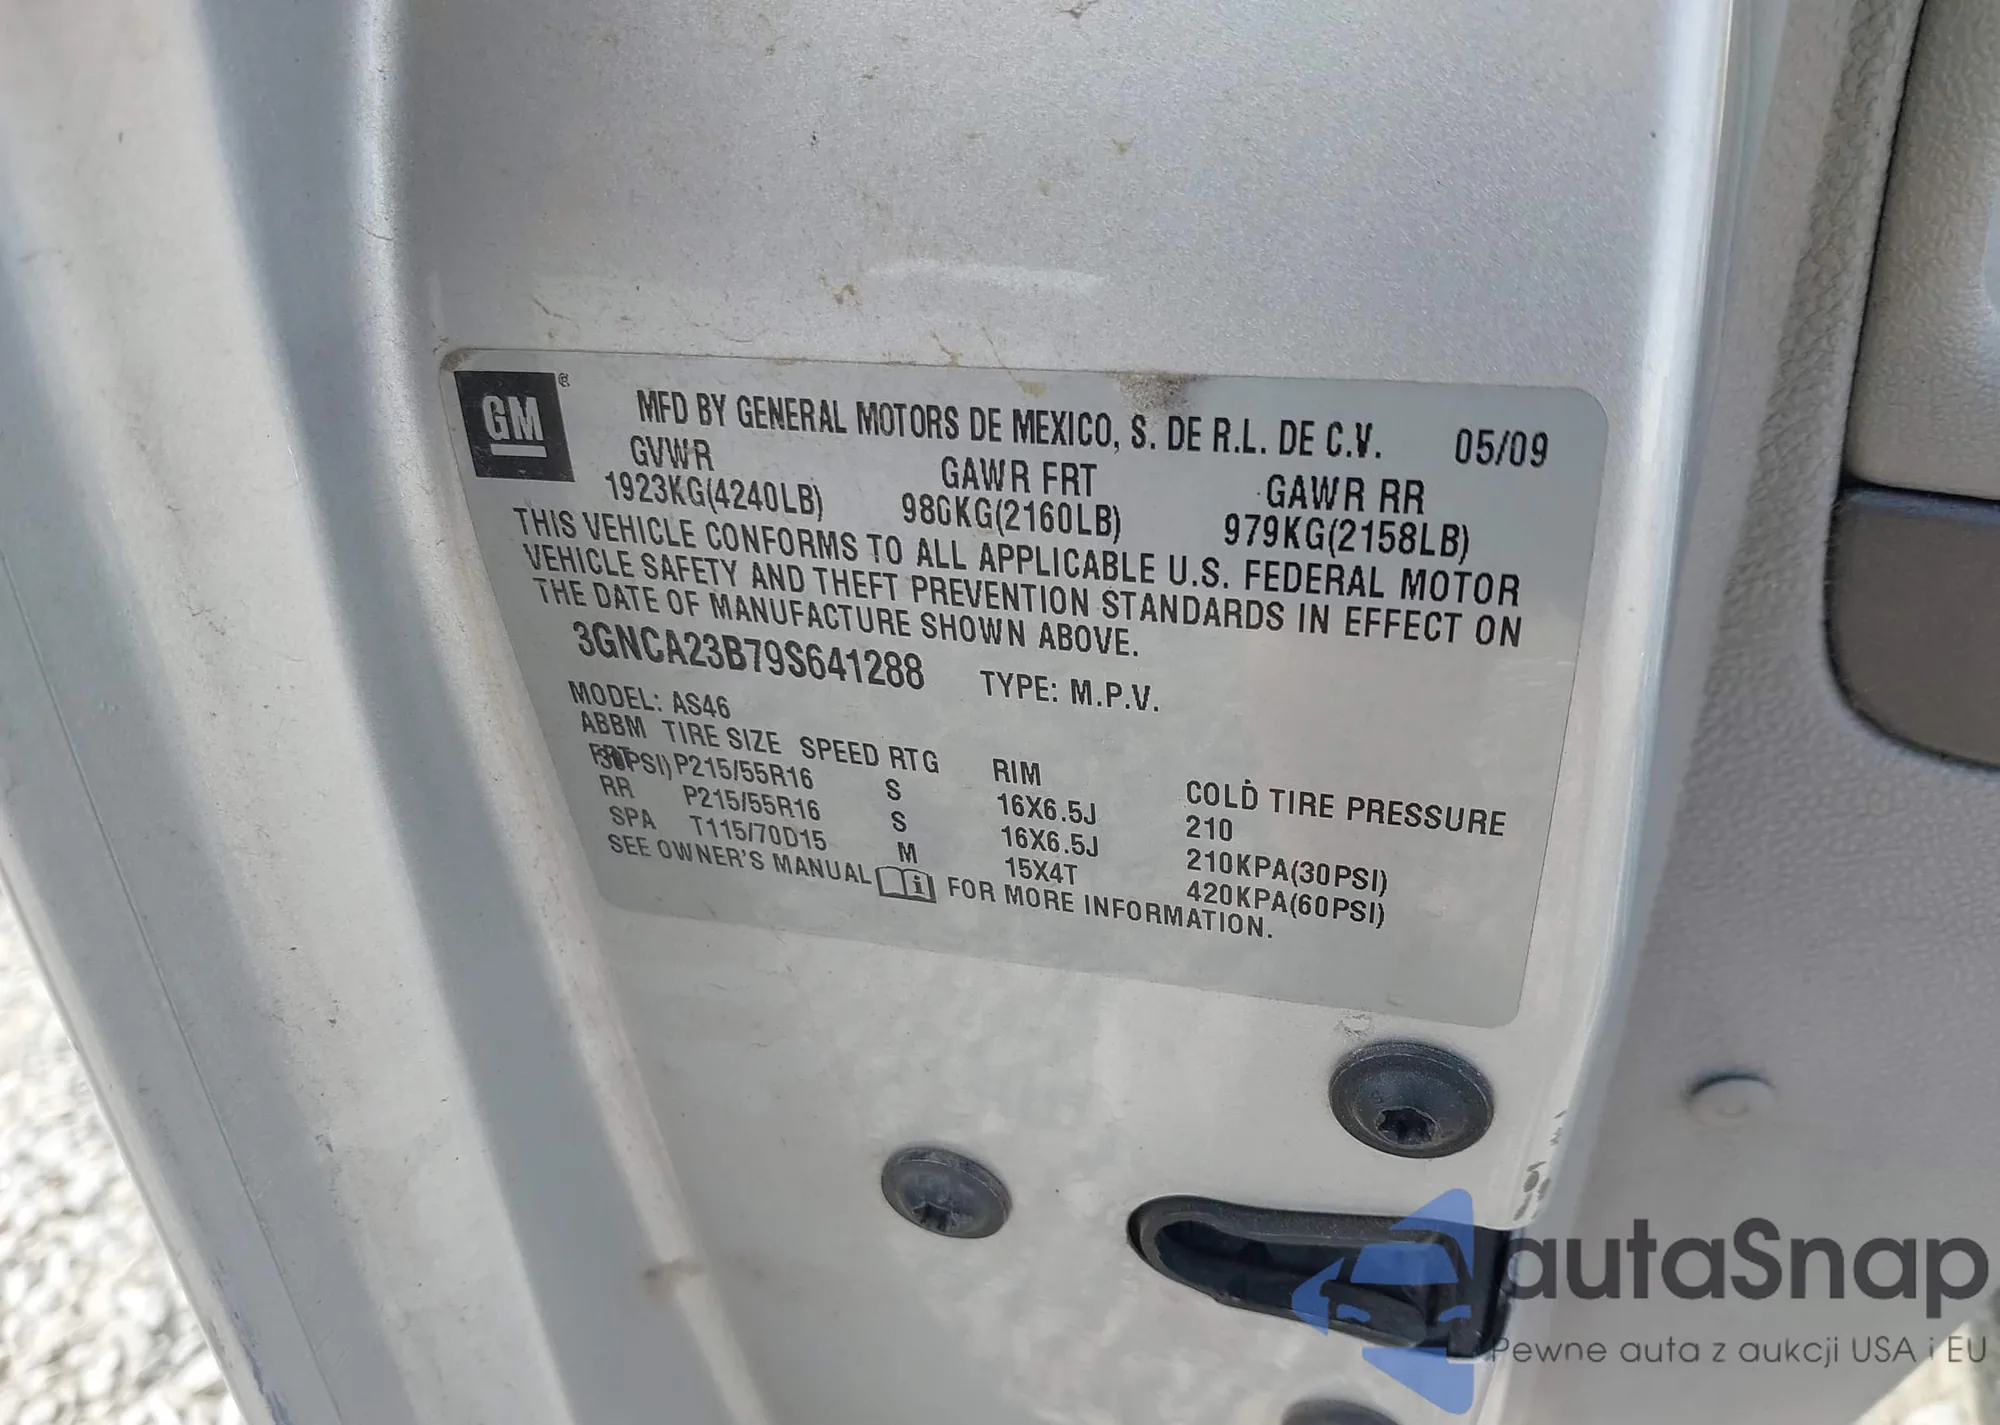 GM
MFD BY GENERAL MOTORS DE MEXICO, S. DE R.L. DE C.V. 05/09
GVWR GAWR FRT GAWR RR
1923KG(4240LB) 980KG(2160LB) 979KG(2158LB)
THIS VEHICLE CONFORMS TO ALL APPLICABLE U.S. FEDERAL MOTOR
VEHICLE SAFETY AND THEFT PREVENTION STANDARDS IN EFFECT ON
THE DATE OF MANUFACTURE SHOWN ABOVE.
3GNCA23B79S641288 TYPE: M.P.V.
MODEL: AS46
ABBM TIRE SIZE SPEED RTG RIM COLD TIRE PRESSURE
P215/55R16 S 16X6.5J 210
RR P215/55R16 S 16X6.5J 210KPA(30PSI)
SPA T115/70D15 M 15X4T 420KPA(60PSI)
SEE OWNER'S MANUAL FOR MORE INFORMATION.
autaSnap
Pewne auta z aukcji USA i EU